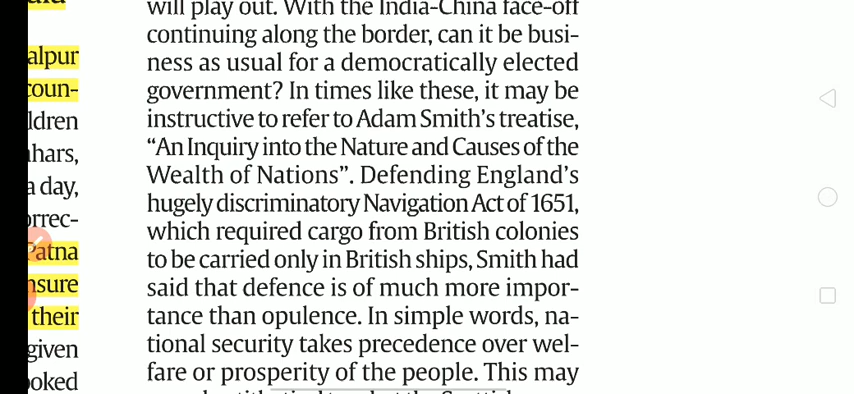 alpur
coun-
ldren
hars,
a day,
orrec-
Patna
nsure
their
given
ooked
will play out. With the India-China face-off
continuing along the border, can it be busi-
ness as usual for a democratically elected
government? In times like these, it may be
instructive to refer to Adam Smith's treatise,
“An Inquiry into the Nature and Causes of the
Wealth of Nations”. Defending England's
hugely discriminatory Navigation Act of 1651,
which required cargo from British colonies
to be carried only in British ships, Smith had
said that defence is of much more impor-
tance than opulence. In simple words, na-
tional security takes precedence over wel-
fare or prosperity of the people. This may